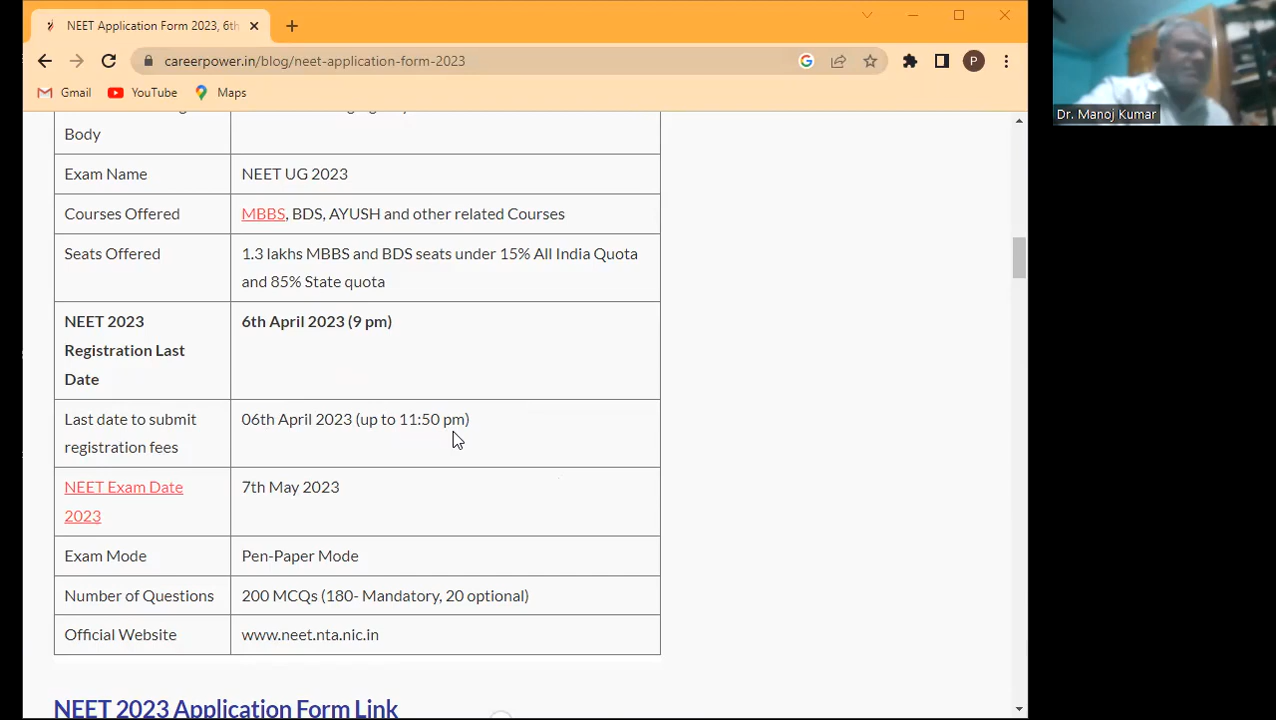 NEET Application Form 2023, 6th
careerpower.in/blog/neet-application-form-2023
P
Gmail
YouTube
Maps
Dr. Manoj Kumar
Body
Exam Name
NEET UG 2023
Courses Offered
MBBS, BDS, AYUSH and other related Courses
Seats Offered
1.3 lakhs MBBS and BDS seats under 15% All India Quota
and 85% State quota
NEET 2023
Registration Last
Date
6th April 2023 (9 pm)
Last date to submit
registration fees
06th April 2023 (up to 11:50 pm)
NEET Exam Date
2023
7th May 2023
Exam Mode
Pen-Paper Mode
Number of Questions
200 MCQs (180- Mandatory, 20 optional)
Official Website
www.neet.nta.nic.in
NEET 2023 Application Form Link